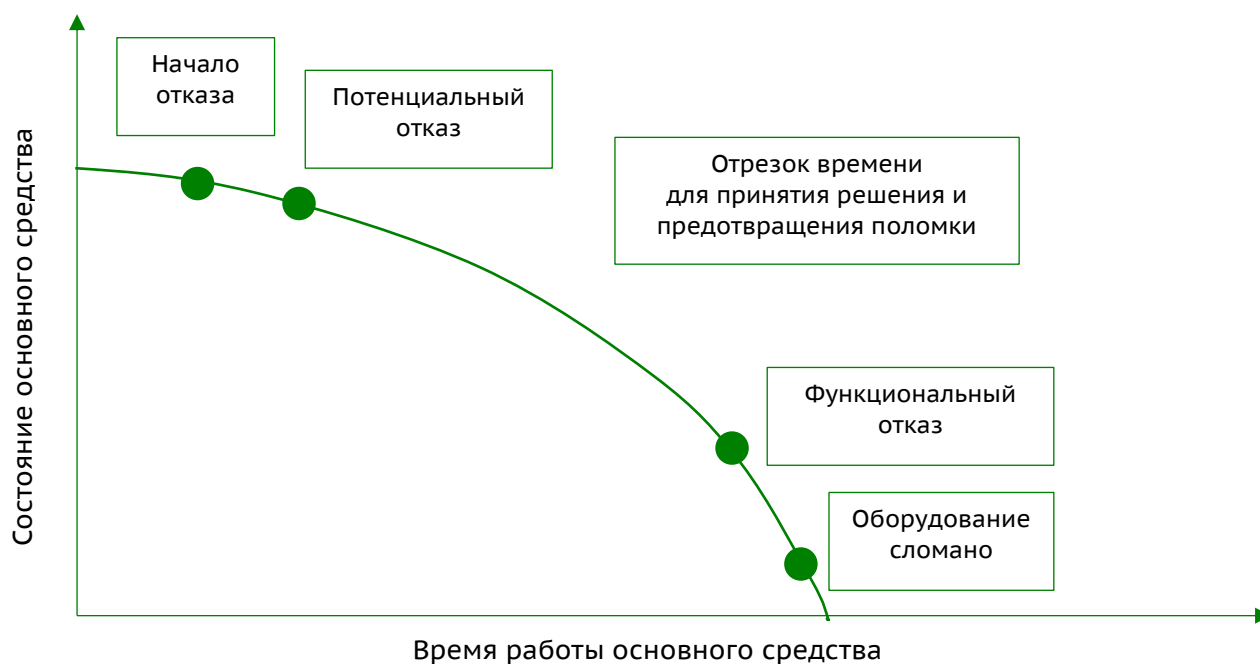 Начало
отказа
Потенциальный
отказ
Отрезок времени
для принятия решения и
предотвращения поломки
Состояние основного средства
Функциональный
отказ
Оборудование
сломано
Время работы основного средства